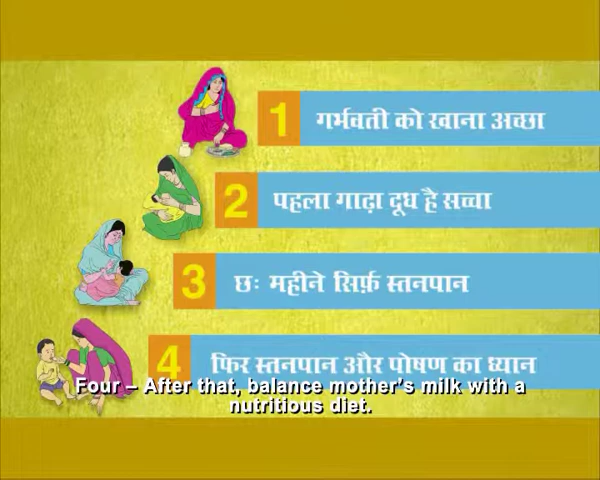 1 गर्भवती को खाना अच्छा
2 पहला गाढ़ा दूध है सच्चा
3 छः महीने सिर्फ़ स्तनपान
4 फिर स्तनपान और पोषण का ध्यान
Four – After that, balance mother's milk with a
nutritious diet.